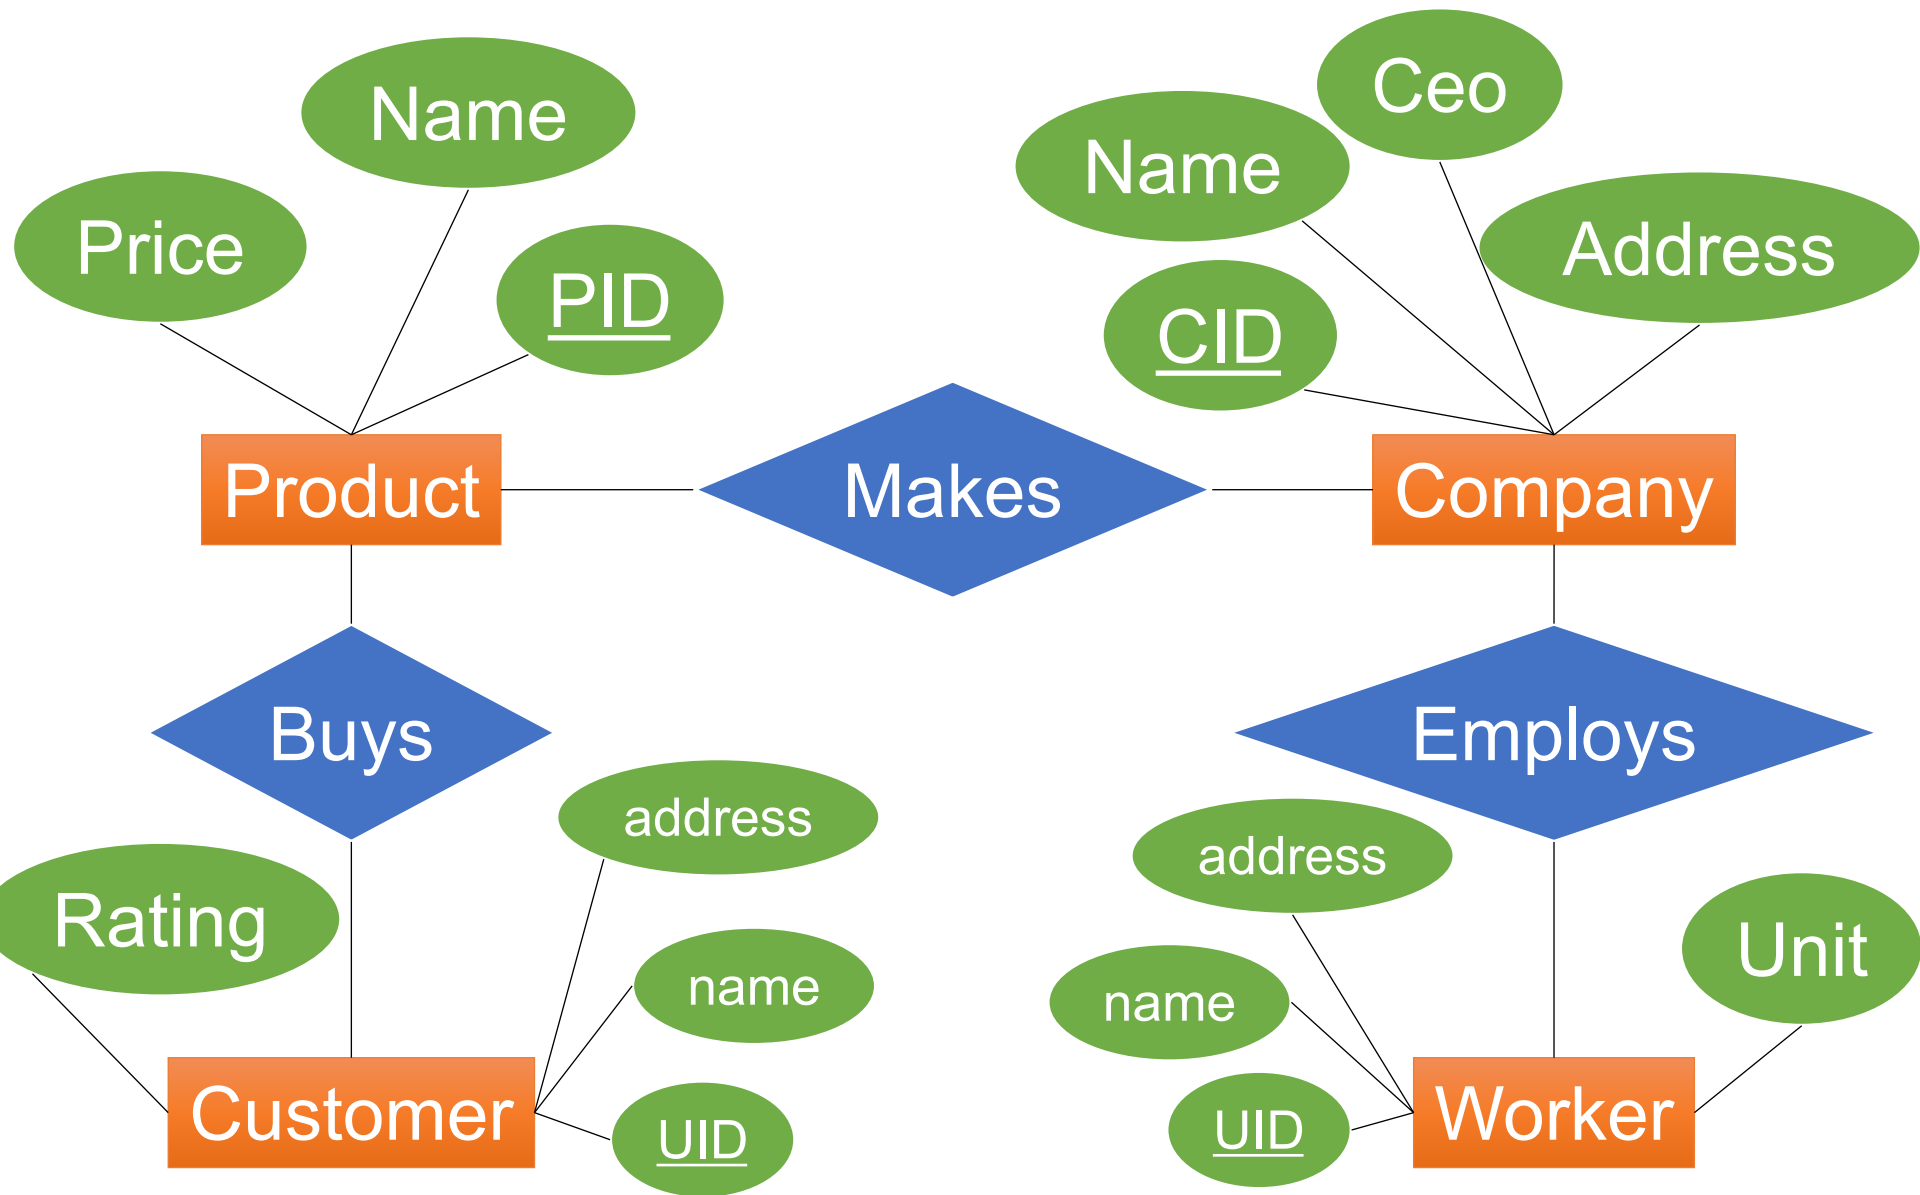 Ceo
Name
Name
Price
Address
PID
CID
Product
Makes
Company
Buys
Employs
address
address
Rating
Unit
name
name
Customer
UID
UID
Worker